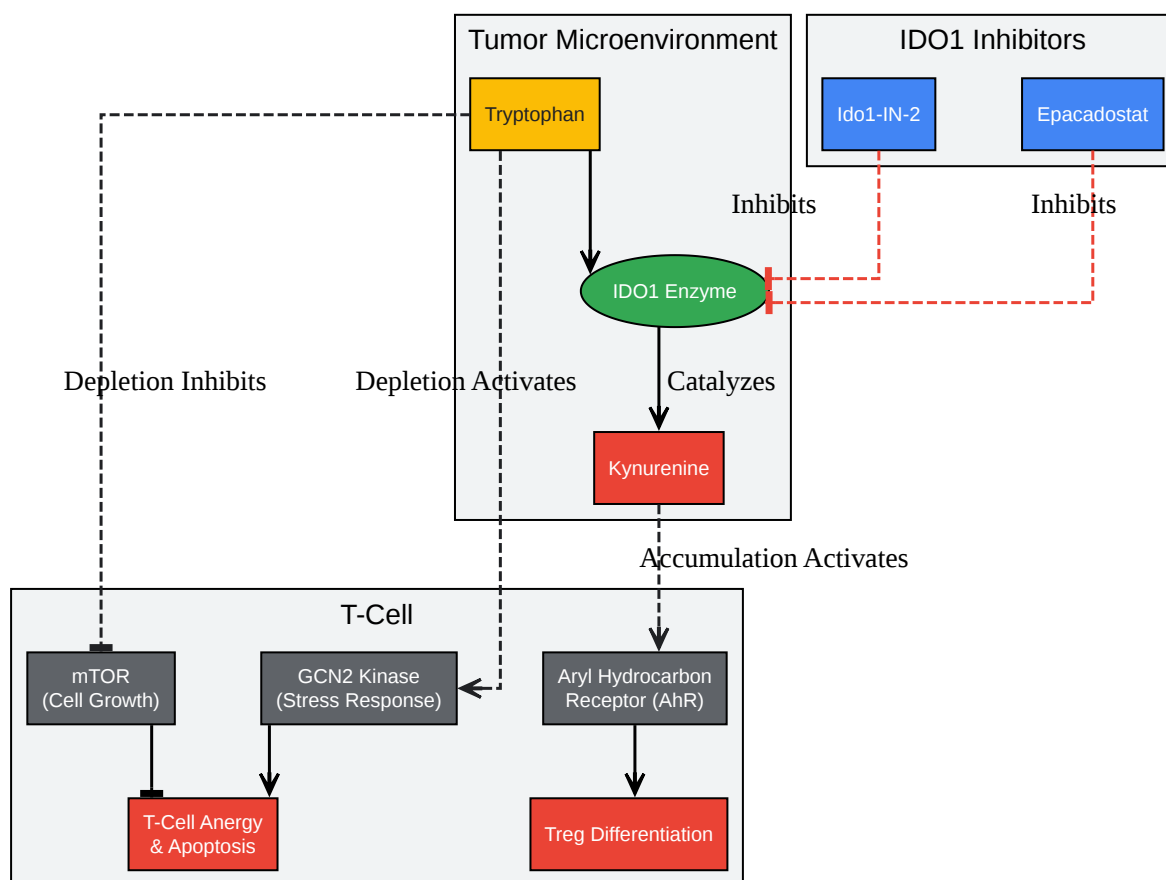 Tumor Microenvironment
IDO1 Inhibitors
Tryptophan
Ido1-IN-2
Epacadostat
Inhibits
Inhibits
IDO1 Enzyme
Depletion Inhibits
Depletion Activates
Catalyzes
Kynurenine
Accumulation Activates
T-Cell
mTOR
(Cell Growth)
GCN2 Kinase
(Stress Response)
Aryl Hydrocarbon
Receptor (AhR)
T-Cell Anergy
& Apoptosis
Treg Differentiation